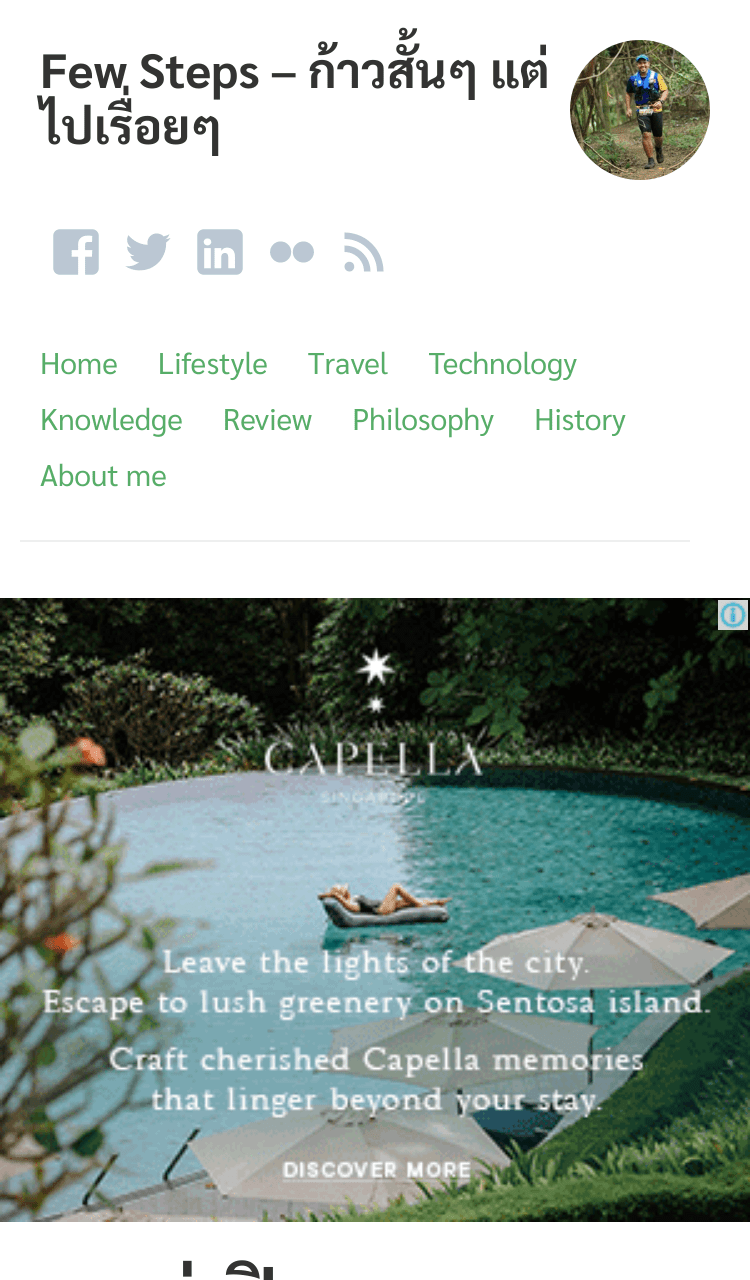 Few Steps – ก้าวสั้นๆ แต่
ไปเรื่อยๆ
Home Lifestyle Travel Technology
Knowledge Review Philosophy History
About me
CAPELLA
SINGAPORE
Leave the lights of the city.
Escape to lush greenery on Sentosa island.
Craft cherished Capella memories
that linger beyond your stay.
DISCOVER MORE